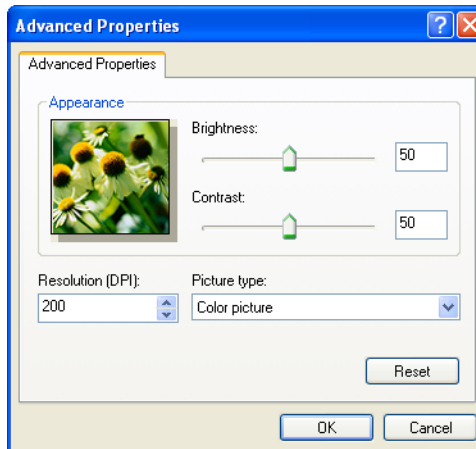 Advanced Properties
Advanced Properties
Appearance
Brightness:
50
Contrast:
50
Resolution (DPI):
Picture type:
200
Color picture
Reset
OK
Cancel